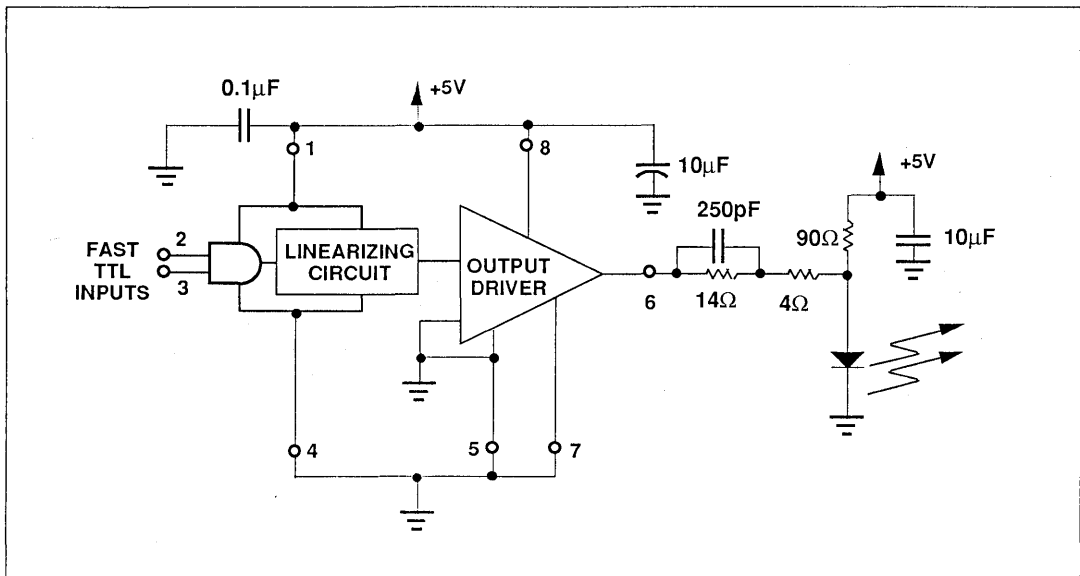 0.1μF
+5V
1
8
10μF
+5V
250pF
90Ω
10μF
2
FAST
TTL
INPUTS
3
LINEARIZING
CIRCUIT
OUTPUT
DRIVER
6
14Ω
4Ω
4
5
7